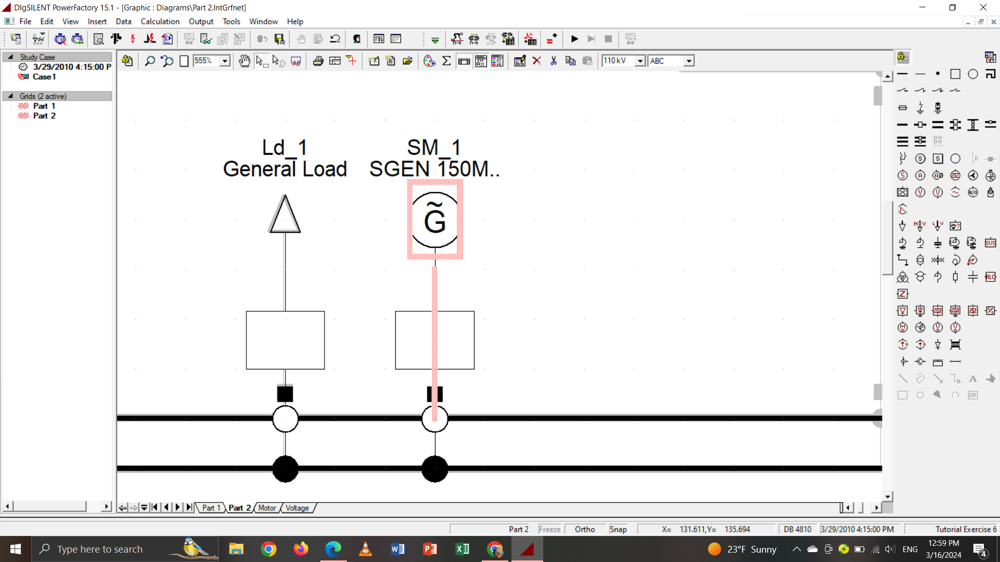 DIgSILENT PowerFactory 15.1 - [Graphic : Diagrams\Part 2.IntGrfnet]
File Edit View Insert Data Calculation Output Tools Window Help
555% 110 kV ABC
Study Case
3/29/2010 4:15:00 P
Case1
Grids (2 active)
Part 1
Part 2
Ld_1
General Load
SM_1
SGEN 150M..
G̃
Part 1 Part 2 Motor Voltage
Part 2 Freeze Ortho Snap X= 131.611,Y= 135.694 DB 4810 3/29/2010 4:15:00 PM Tutorial Exercise 6
Type here to search
23°F Sunny
ENG
12:59 PM
3/16/2024
4